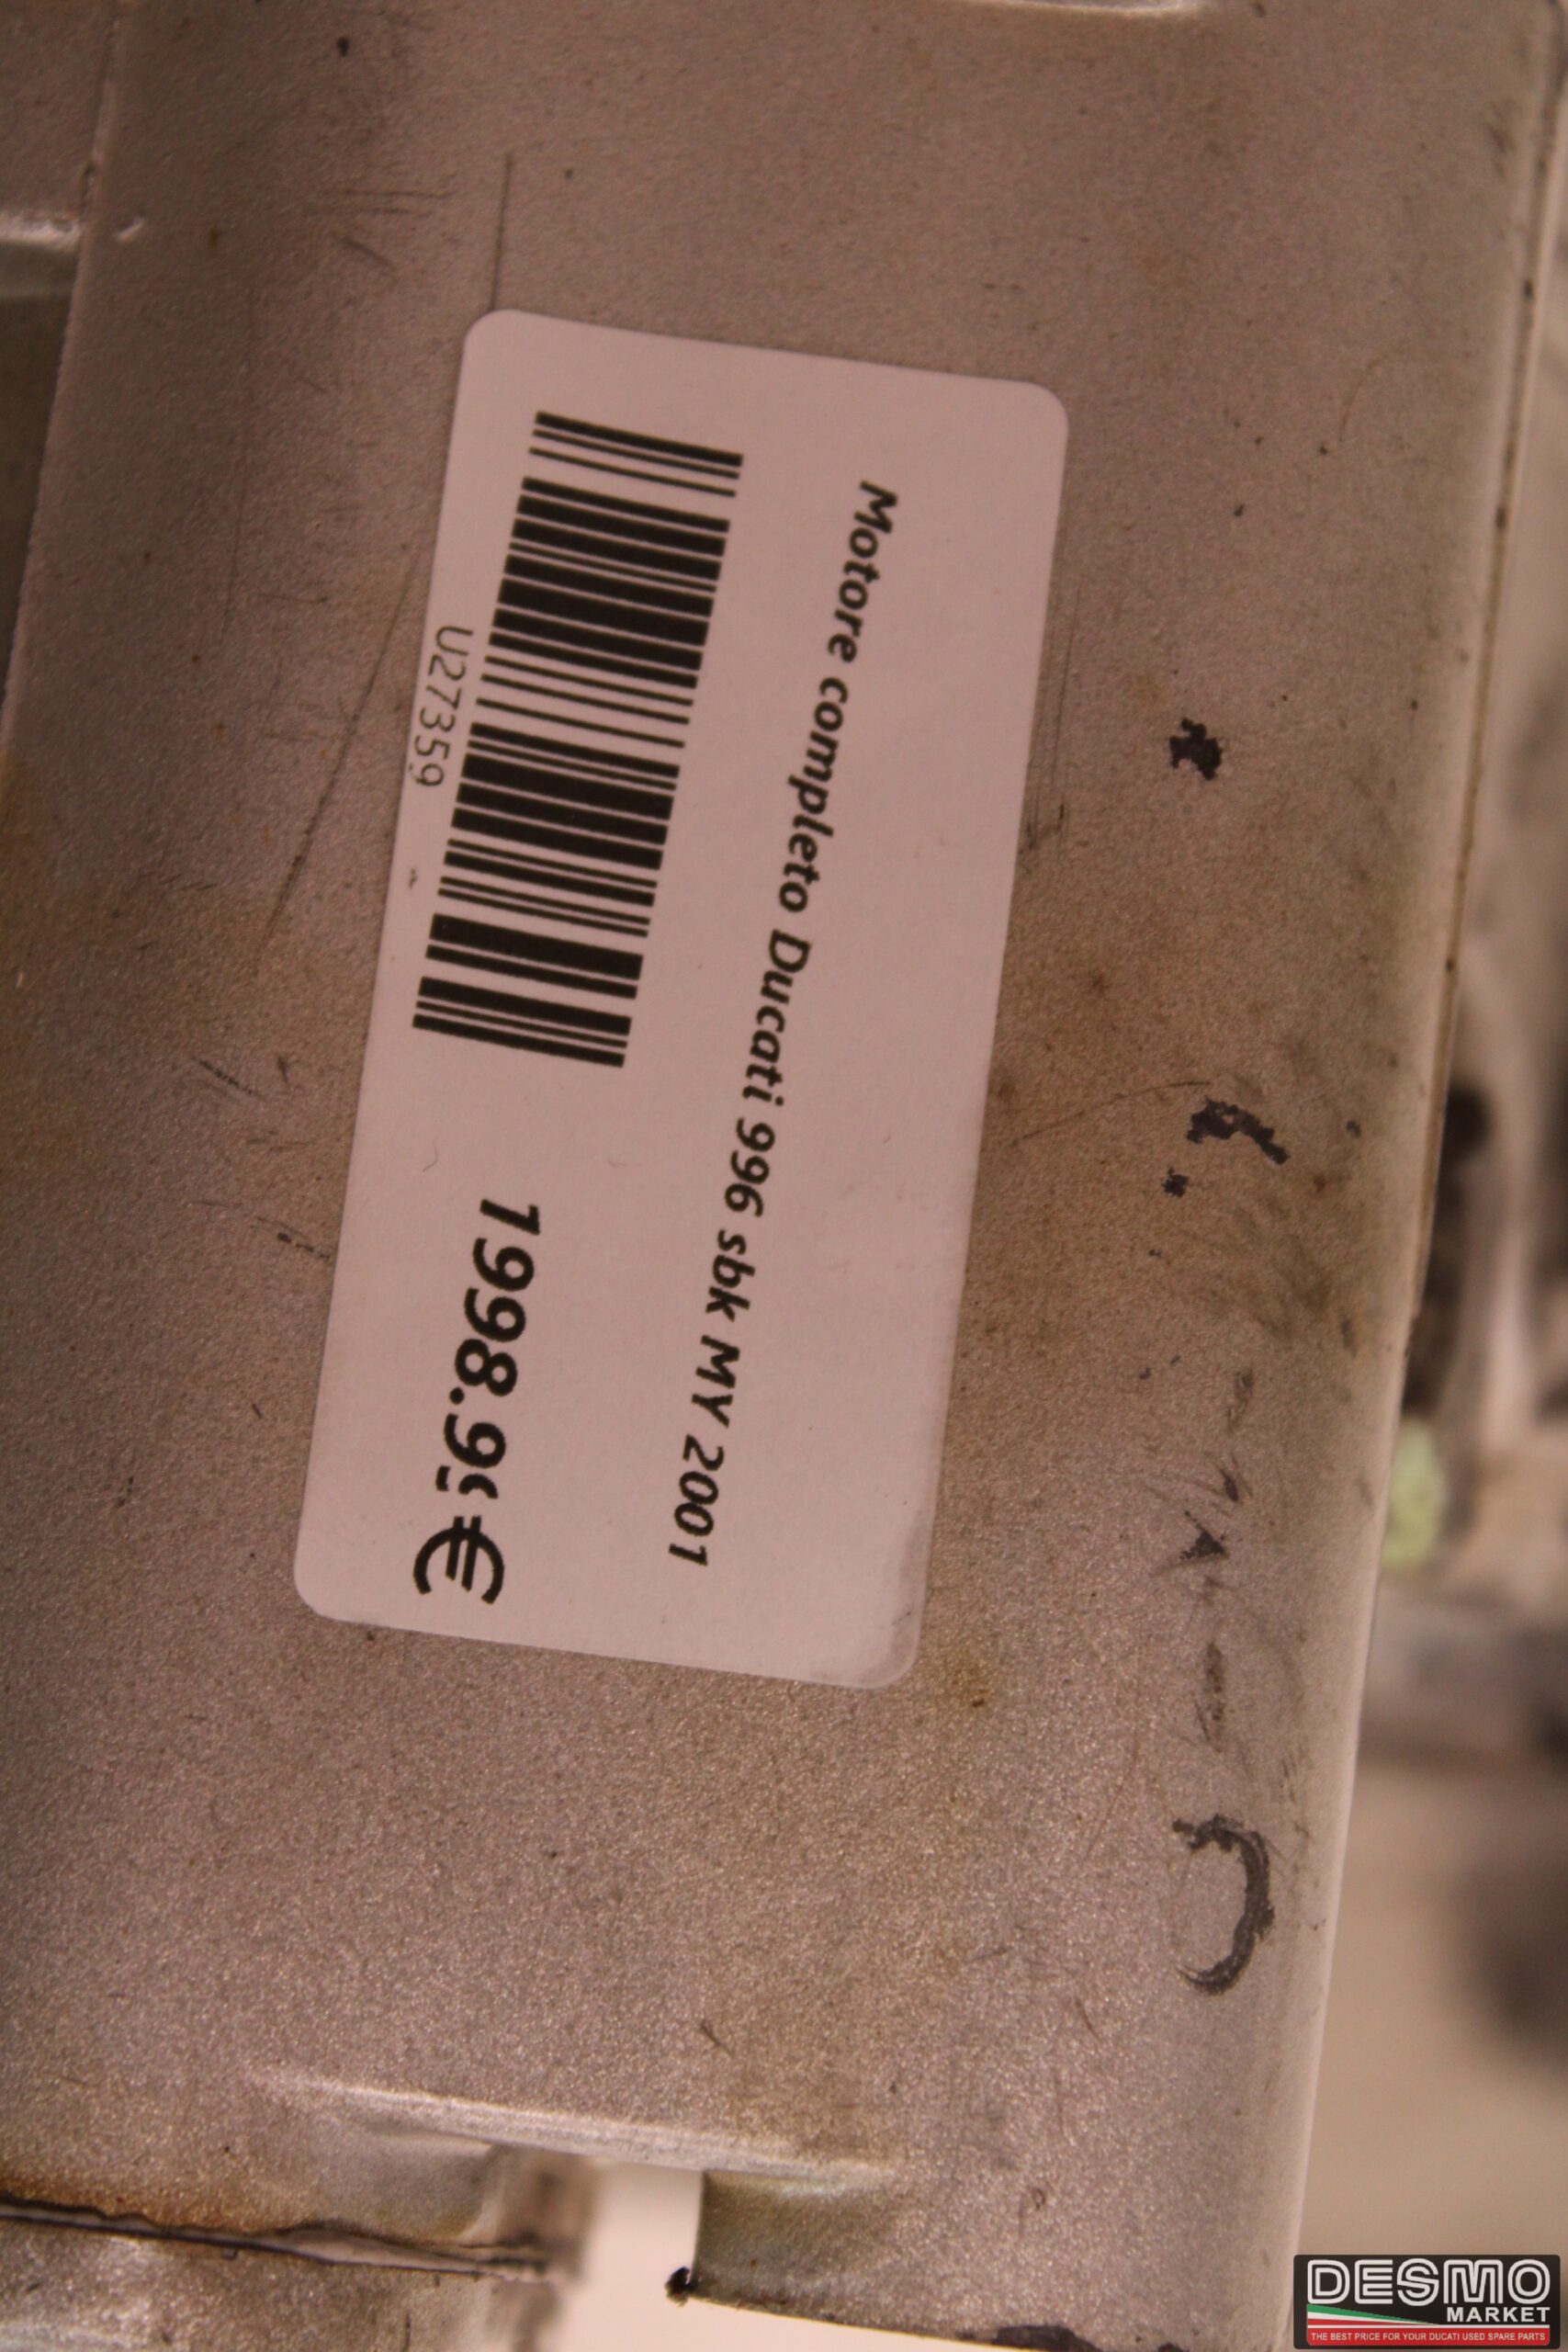 Motore completo Ducati 996 sbk MY 2001
U27359
1998.9 €
DESMO
MARKET
THE BEST PRICE FOR YOUR DUCATI USED SPARE PARTS